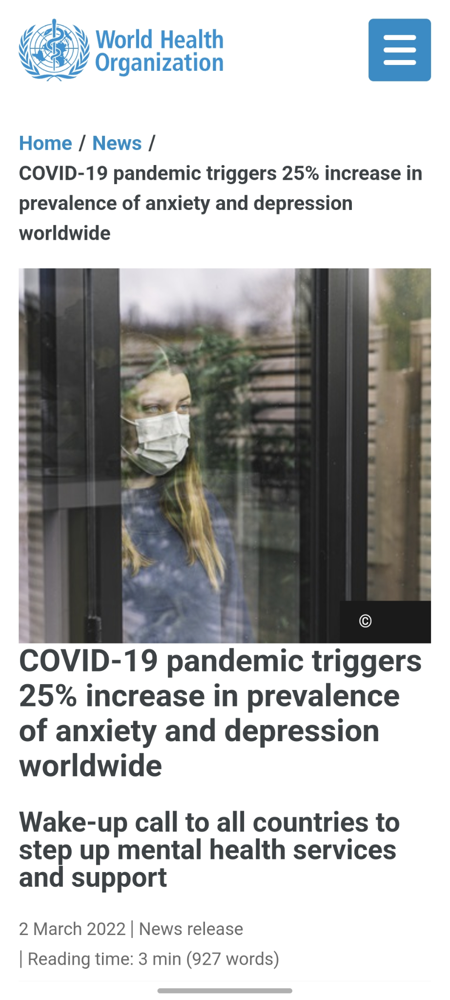 World Health
Organization
Home / News /
COVID-19 pandemic triggers 25% increase in
prevalence of anxiety and depression
worldwide
©
COVID-19 pandemic triggers
25% increase in prevalence
of anxiety and depression
worldwide
Wake-up call to all countries to
step up mental health services
and support
2 March 2022 | News release
| Reading time: 3 min (927 words)